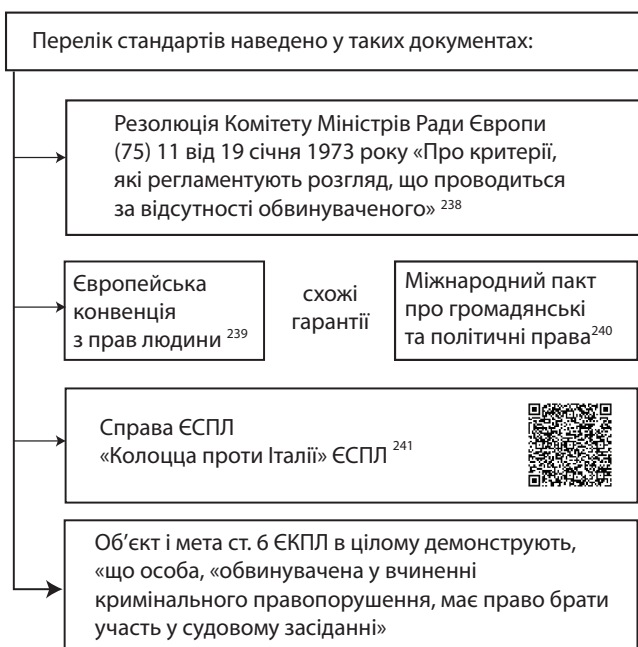 Перелік стандартів наведено у таких документах:
Резолюція Комітету Міністрів Ради Європи
(75) 11 від 19 січня 1973 року «Про критерії,
які регламентують розгляд, що проводиться
за відсутності обвинуваченого» 238
Європейська
конвенція
з прав людини 239
схожі
гарантії
Міжнародний пакт
про громадянські
та політичні права240
Справа ЄСПЛ
«Колоцца проти Італії» ЄСПЛ 241
Об’єкт і мета ст. 6 ЄКПЛ в цілому демонструють,
«що особа, «обвинувачена у вчиненні
кримінального правопорушення, має право брати
участь у судовому засіданні»